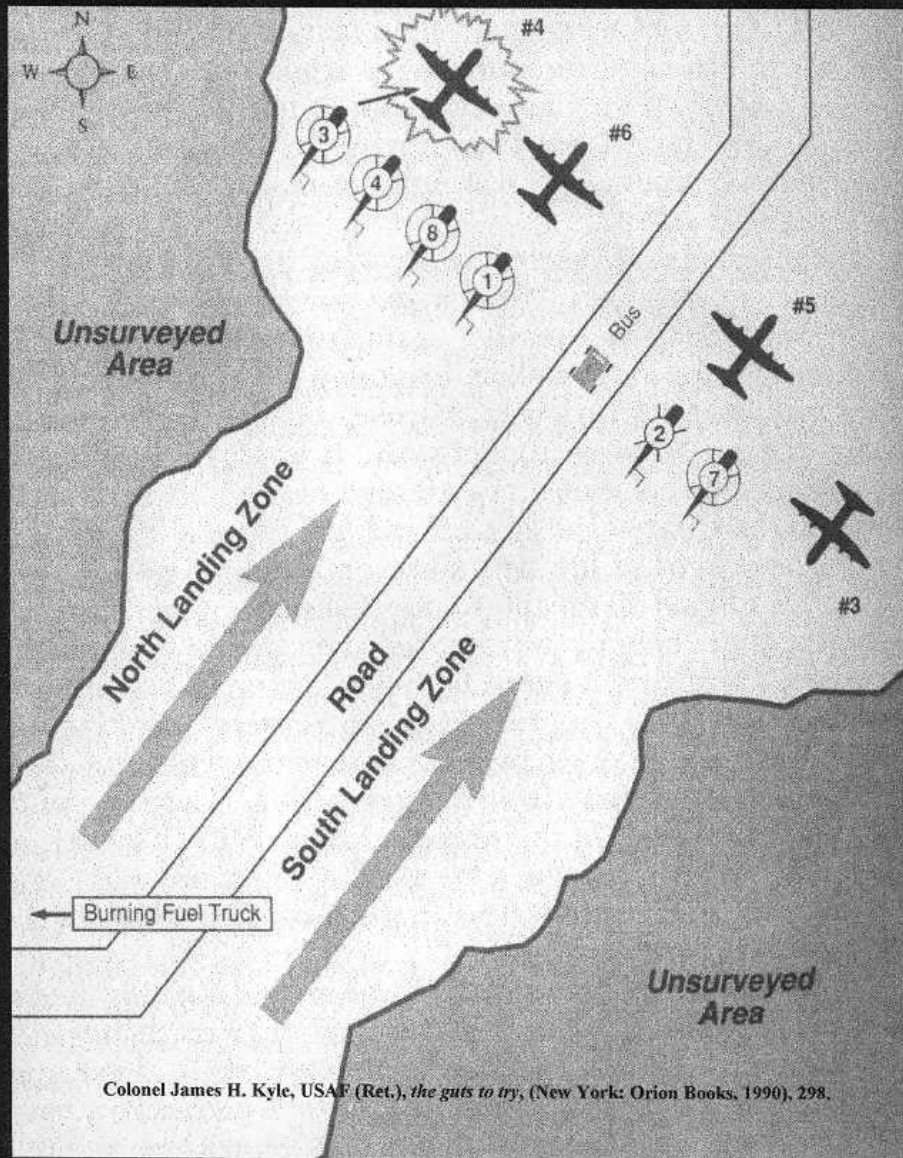 N
W E
S
#4
3
#6
4
8
1
#5
Unsurveyed
Area
Bus
2
7
#3
North Landing Zone
Road
South Landing Zone
Burning Fuel Truck
Unsurveyed
Area
Colonel James H. Kyle, USAF (Ret.), the guts to try, (New York: Orion Books, 1990), 298.